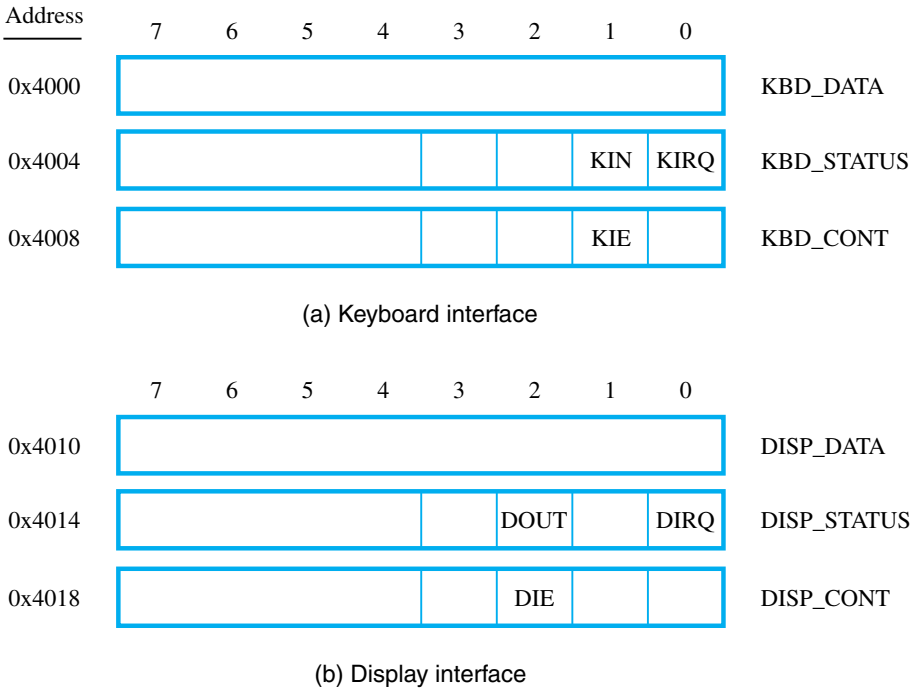 Address
7 6 5 4 3 2 1 0
0x4000 KBD_DATA
0x4004 KIN KIRQ KBD_STATUS
0x4008 KIE KBD_CONT
(a) Keyboard interface
7 6 5 4 3 2 1 0
0x4010 DISP_DATA
0x4014 DOUT DIRQ DISP_STATUS
0x4018 DIE DISP_CONT
(b) Display interface